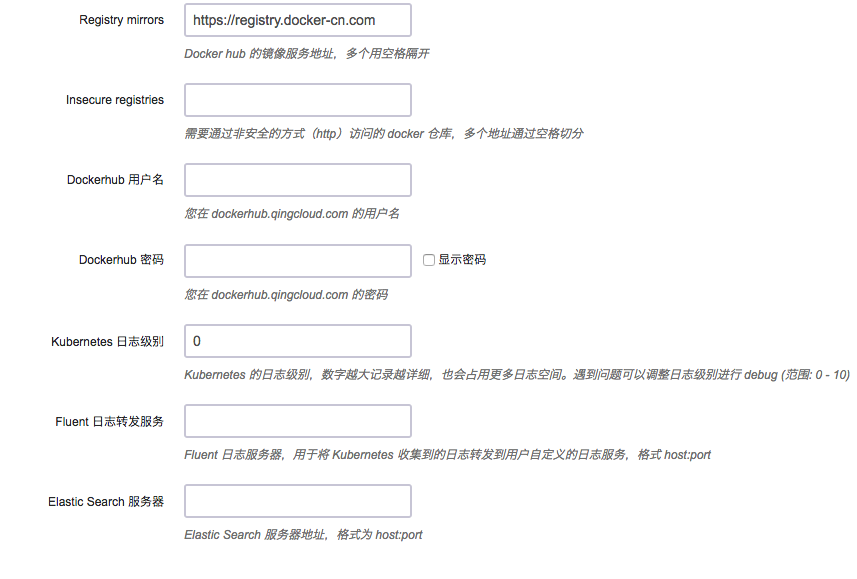 Registry mirrors https://registry.docker-cn.com
Docker hub 的镜像服务地址，多个用空格隔开
Insecure registries
需要通过非安全的方式（http）访问的 docker 仓库，多个地址通过空格切分
Dockerhub 用户名
您在 dockerhub.qingcloud.com 的用户名
Dockerhub 密码 显示密码
您在 dockerhub.qingcloud.com 的密码
Kubernetes 日志级别 0
Kubernetes 的日志级别，数字越大记录越详细，也会占用更多日志空间。遇到问题可以调整日志级别进行 debug (范围: 0 - 10)
Fluent 日志转发服务
Fluent 日志服务器，用于将 Kubernetes 收集到的日志转发到用户自定义的日志服务，格式 host:port
Elastic Search 服务器
Elastic Search 服务器地址，格式为 host:port